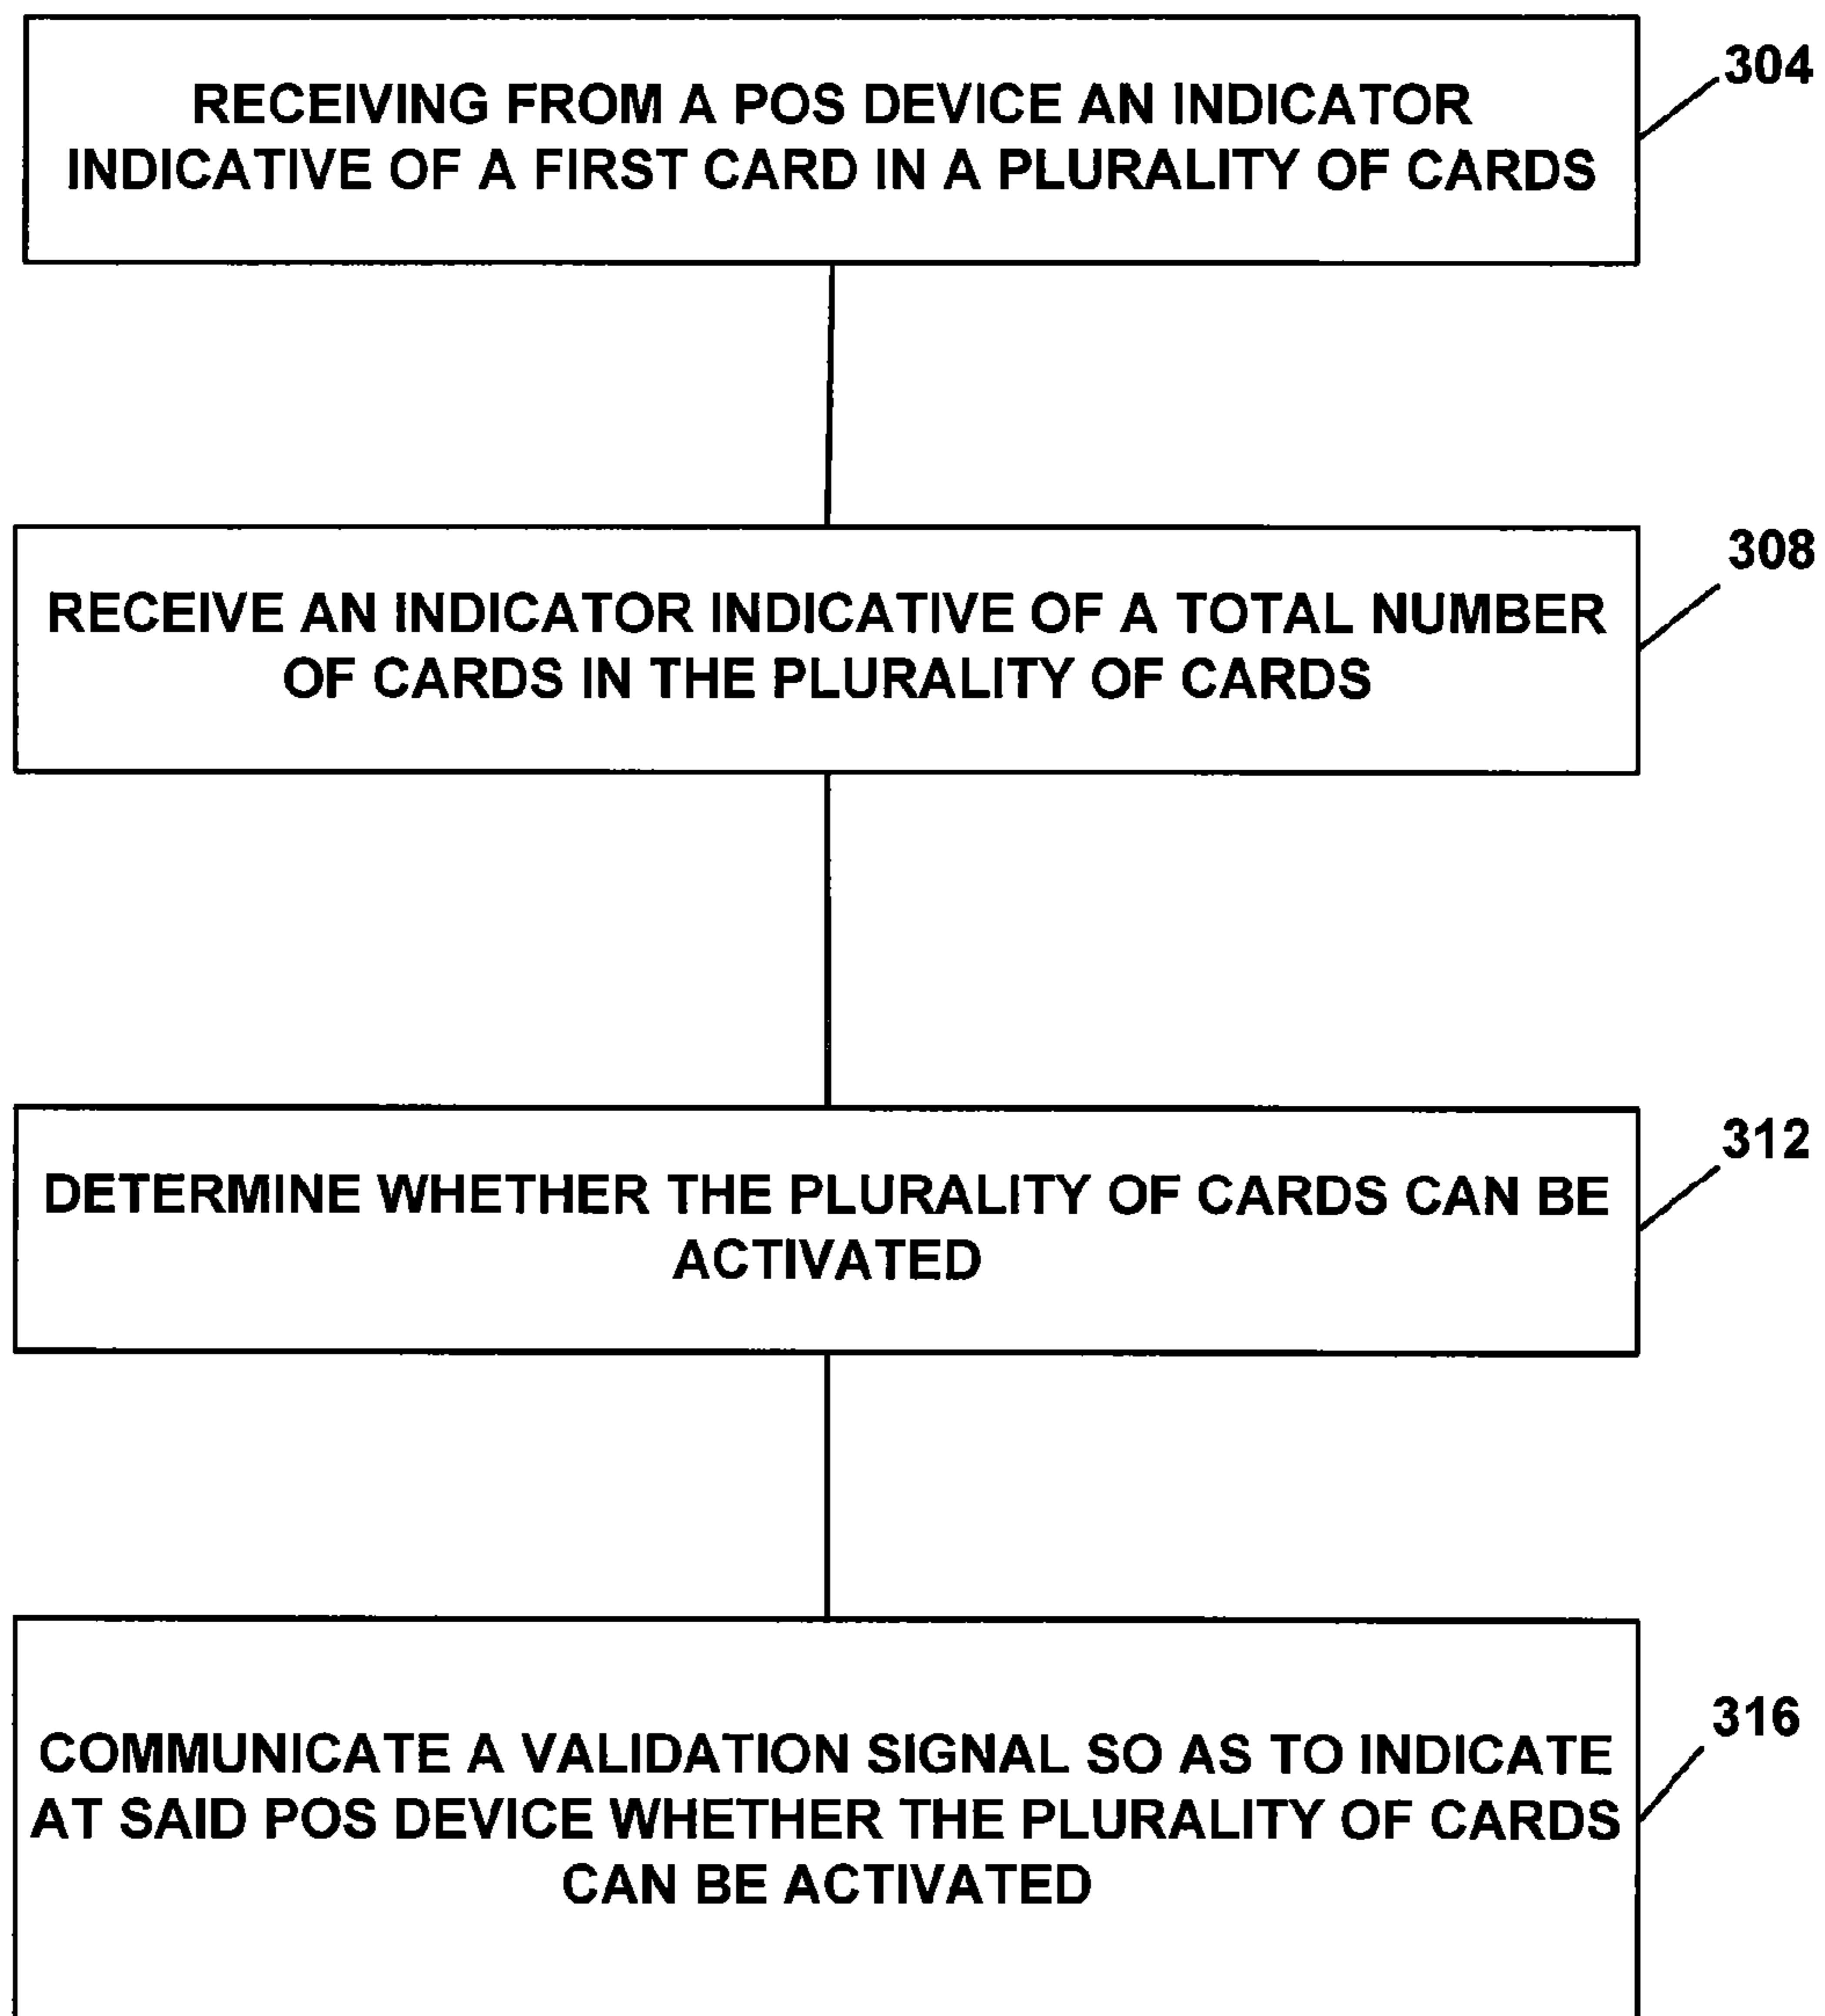 RECEIVING FROM A POS DEVICE AN INDICATOR
INDICATIVE OF A FIRST CARD IN A PLURALITY OF CARDS
304
RECEIVE AN INDICATOR INDICATIVE OF A TOTAL NUMBER
OF CARDS IN THE PLURALITY OF CARDS
308
DETERMINE WHETHER THE PLURALITY OF CARDS CAN BE
ACTIVATED
312
COMMUNICATE A VALIDATION SIGNAL SO AS TO INDICATE
AT SAID POS DEVICE WHETHER THE PLURALITY OF CARDS
CAN BE ACTIVATED
316